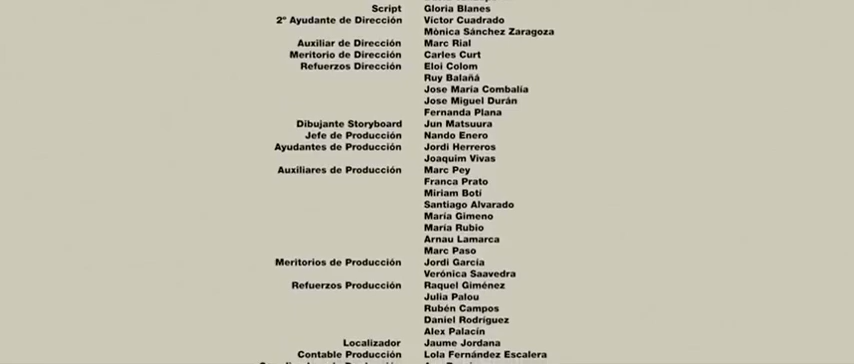 Script Gloria Blanes
2º Ayudante de Dirección Víctor Cuadrado
Mònica Sánchez Zaragoza
Auxiliar de Dirección Marc Rial
Meritorio de Dirección Carles Curt
Refuerzos Dirección Eloi Colom
Ruy Balañá
Jose María Combalía
Jose Miguel Durán
Fernanda Plana
Dibujante Storyboard Jun Matsuura
Jefe de Producción Nando Enero
Ayudantes de Producción Jordi Herreros
Joaquim Vivas
Auxiliares de Producción Marc Pey
Franca Prato
Miriam Botí
Santiago Alvarado
María Gimeno
María Rubio
Arnau Lamarca
Marc Paso
Meritorios de Producción Jordi García
Verónica Saavedra
Refuerzos Producción Raquel Giménez
Julia Palou
Rubén Campos
Daniel Rodríguez
Alex Palacín
Localizador Jaume Jordana
Contable Producción Lola Fernández Escalera